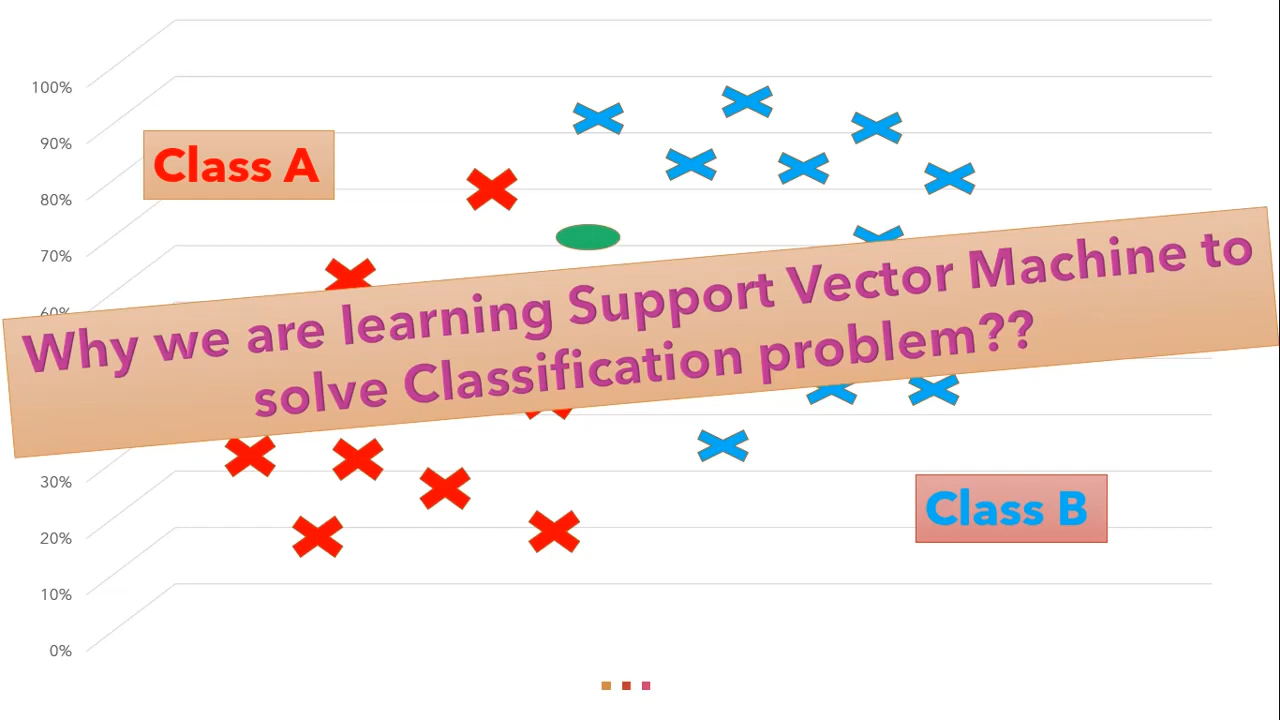 100%
90%
Class A
80%
70%
60%
Why we are learning Support Vector Machine to
solve Classification problem??
30%
Class B
20%
10%
0%